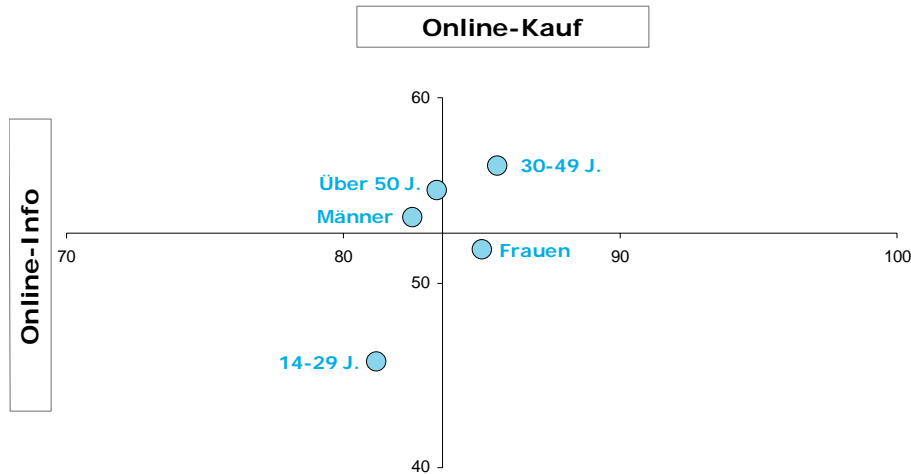 Online-Kauf
60
30-49 J.
Über 50 J.
Männer
Online-Info
70
80
90
100
Frauen
50
14-29 J.
40